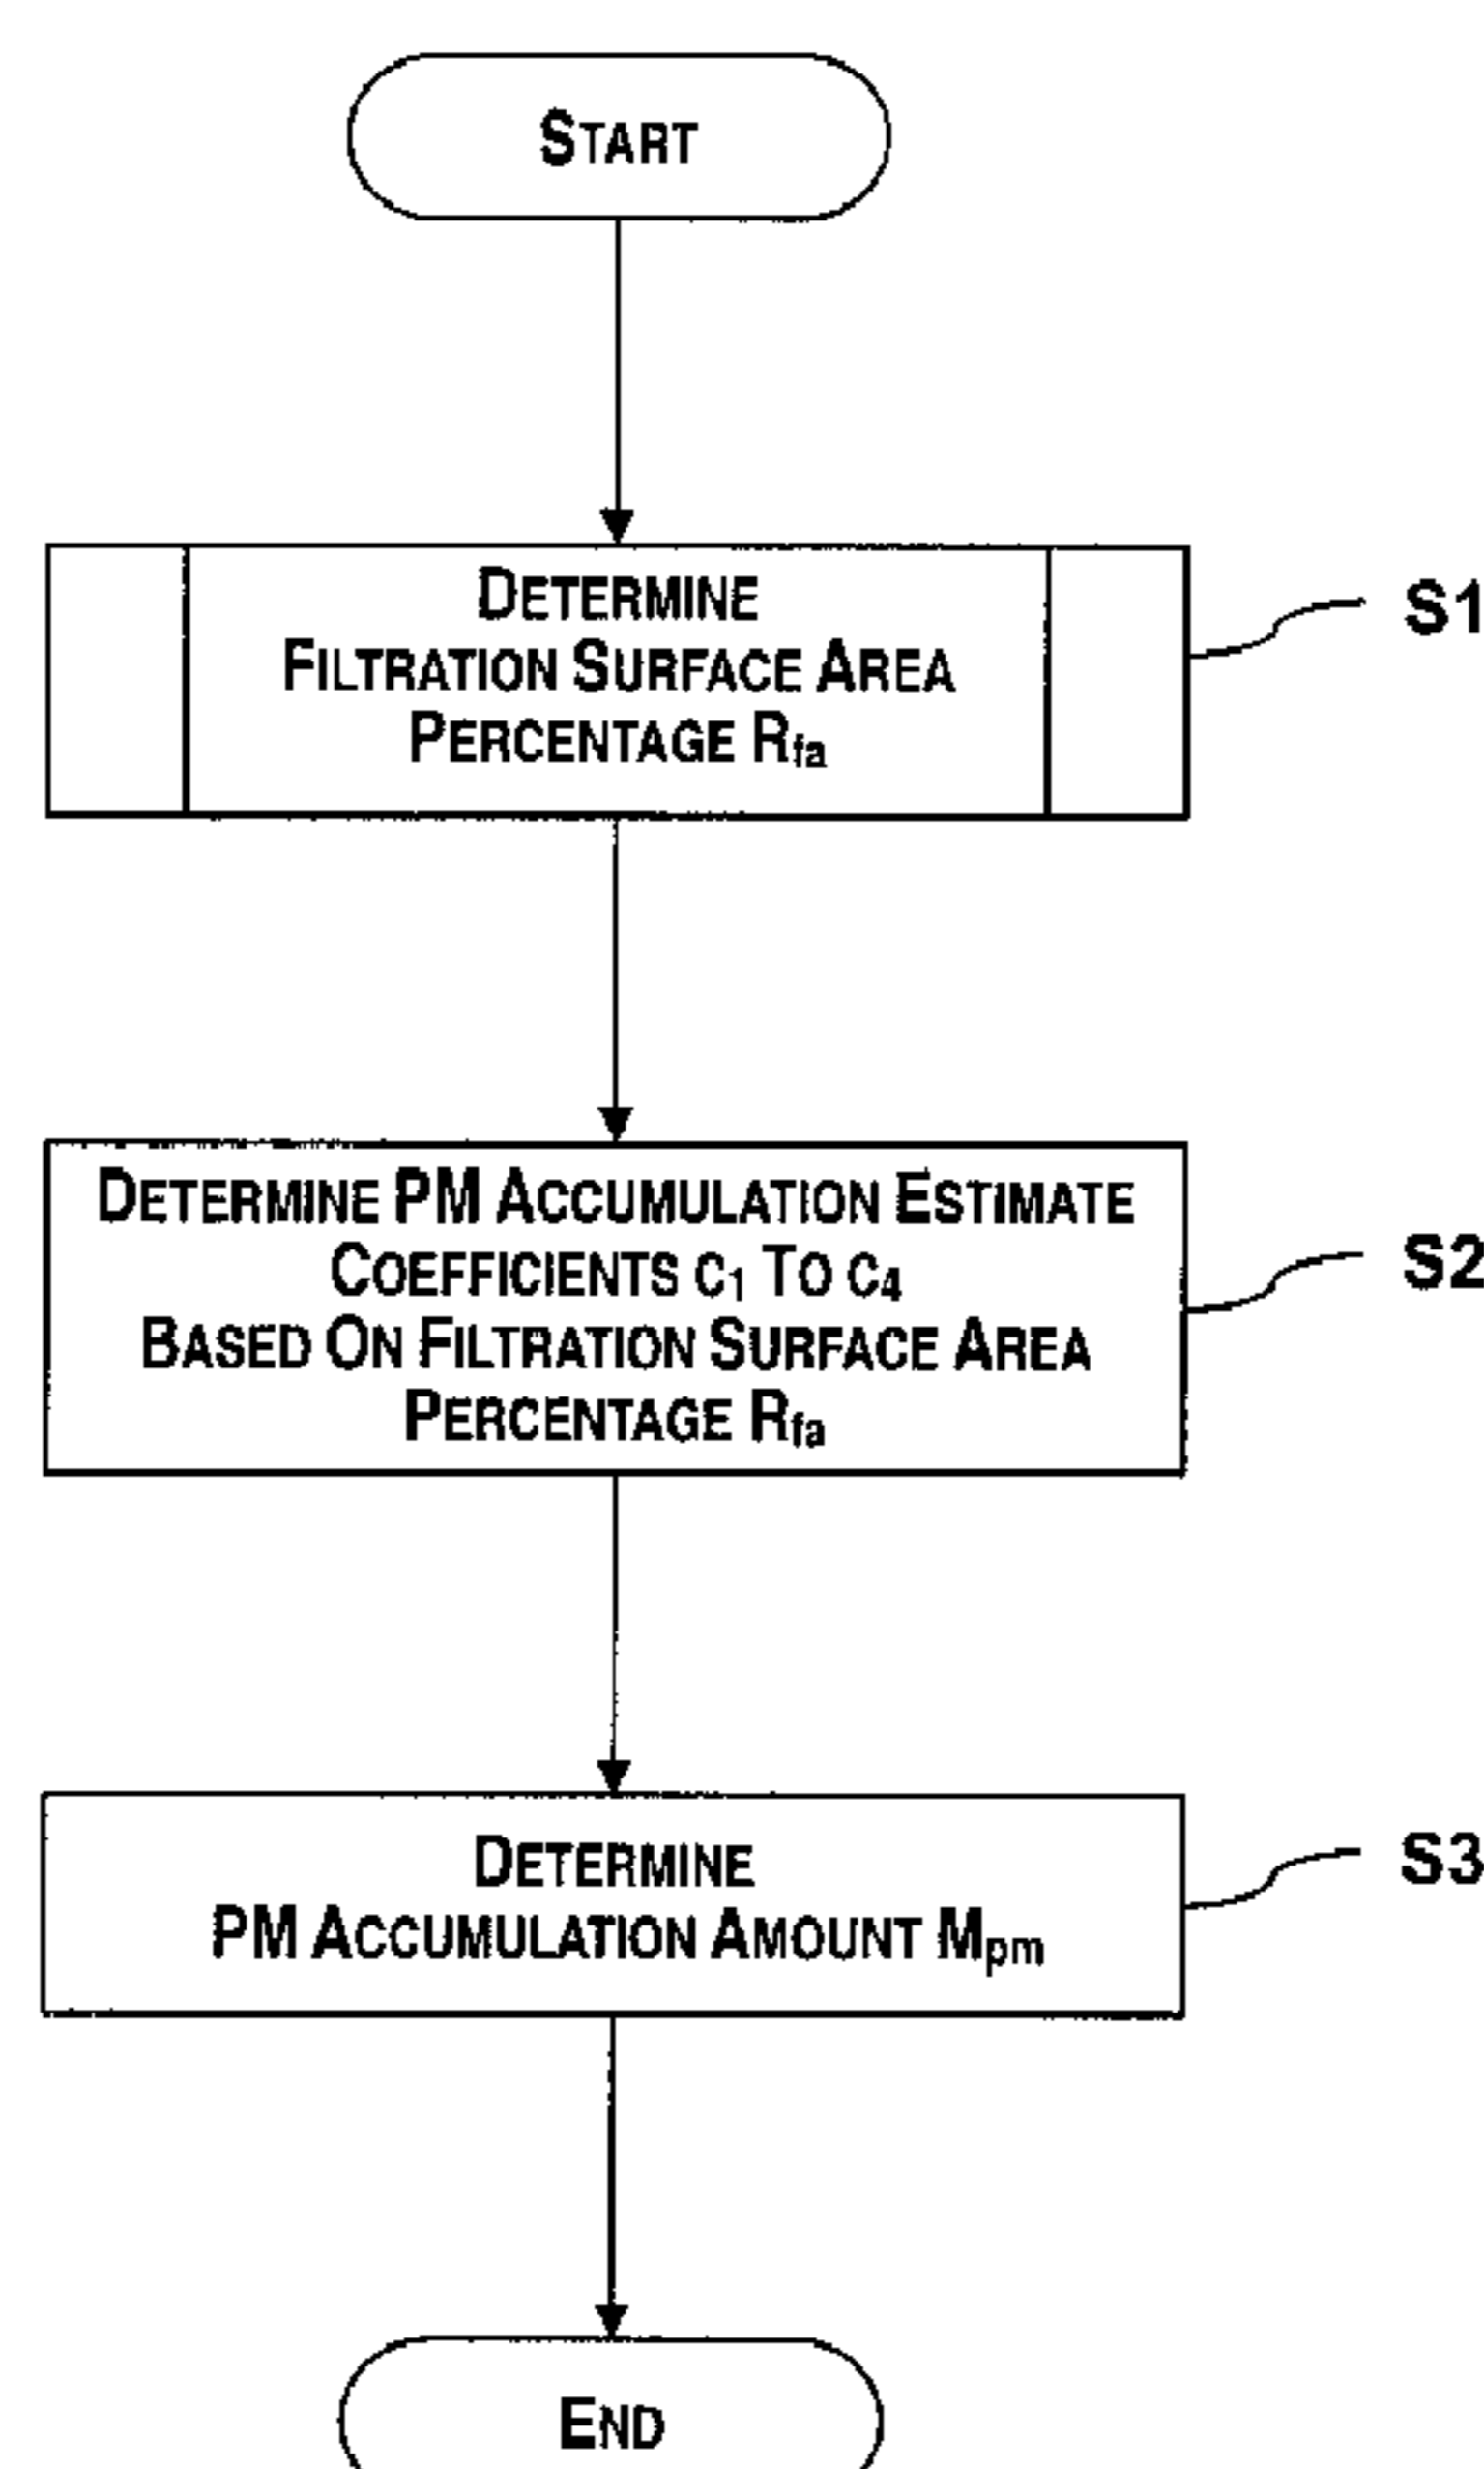 START
DETERMINE
FILTRATION SURFACE AREA
PERCENTAGE Rfa
S1
DETERMINE PM ACCUMULATION ESTIMATE
COEFFICIENTS c1 TO c4
BASED ON FILTRATION SURFACE AREA
PERCENTAGE Rfa
S2
DETERMINE
PM ACCUMULATION AMOUNT Mpm
S3
END